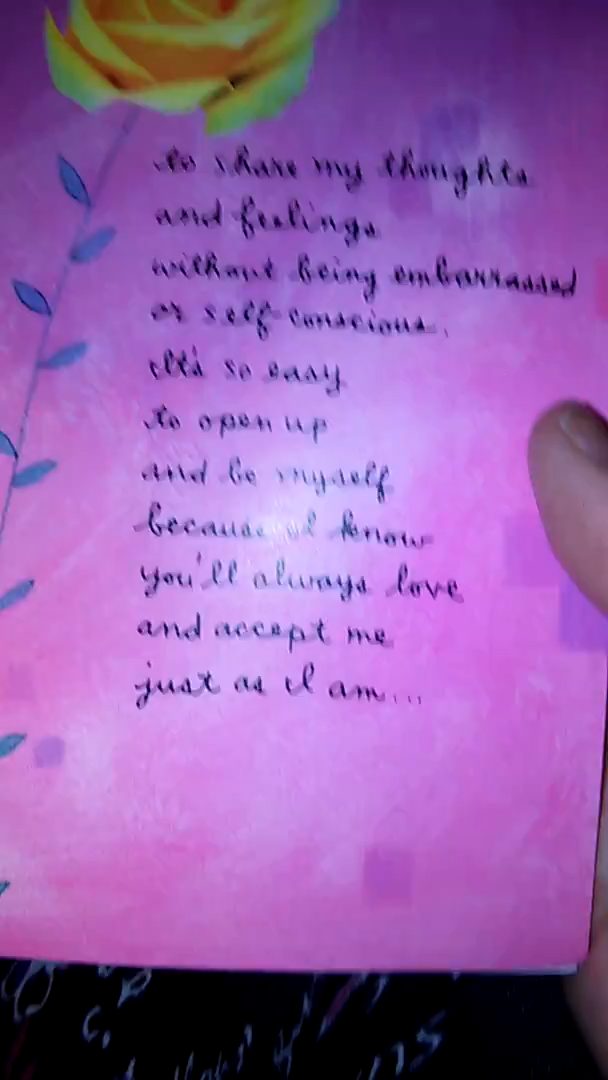 to share my thoughts
and feelings
without being embarrassed
or self-conscious.
It's so easy
to open up
and be myself
because I know
you'll always love
and accept me
just as I am...